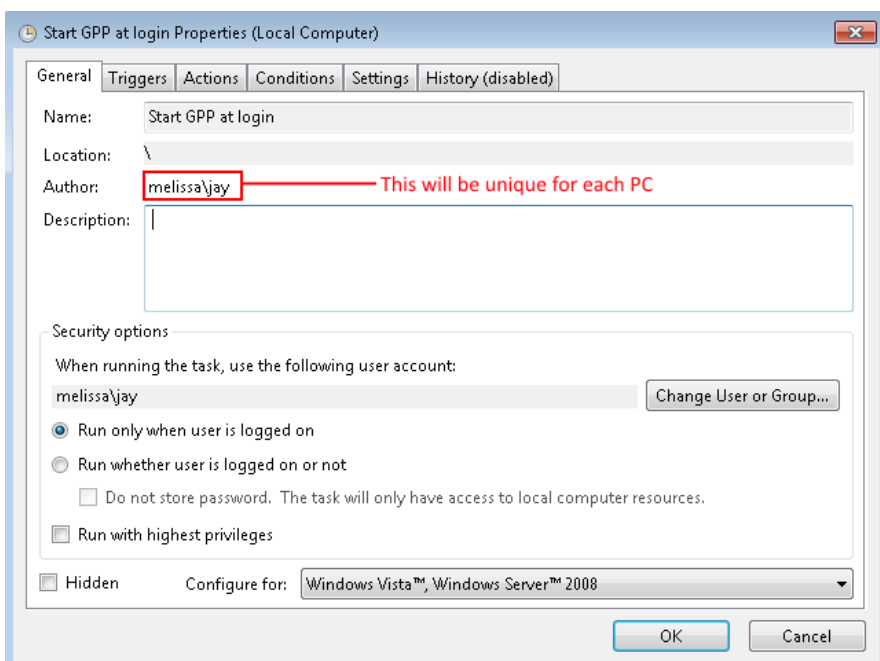 Start GPP at login Properties (Local Computer)
General Triggers Actions Conditions Settings History (disabled)
Name: Start GPP at login
Location: \
Author: melissa\jay This will be unique for each PC
Description:
Security options
When running the task, use the following user account:
melissa\jay Change User or Group...
Run only when user is logged on
Run whether user is logged on or not
Do not store password. The task will only have access to local computer resources.
Run with highest privileges
Hidden Configure for: Windows Vista™, Windows Server™ 2008
OK Cancel